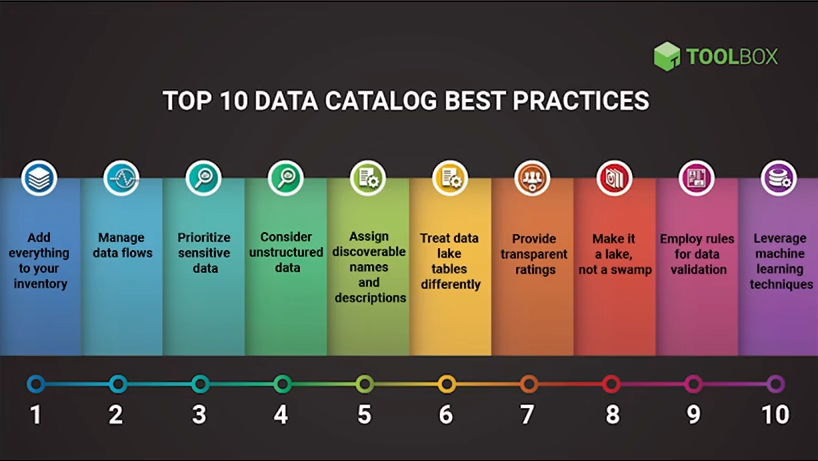 TOOLBOX
TOP 10 DATA CATALOG BEST PRACTICES
Add
everything
to your
inventory
Manage
data flows
Prioritize
sensitive
data
Consider
unstructured
data
Assign
discoverable
names
and
descriptions
Treat data
lake
tables
differently
Provide
transparent
ratings
Make it
a lake,
not a swamp
Employ rules
for data
validation
Leverage
machine
learning
techniques
1
2
3
4
5
6
7
8
9
10